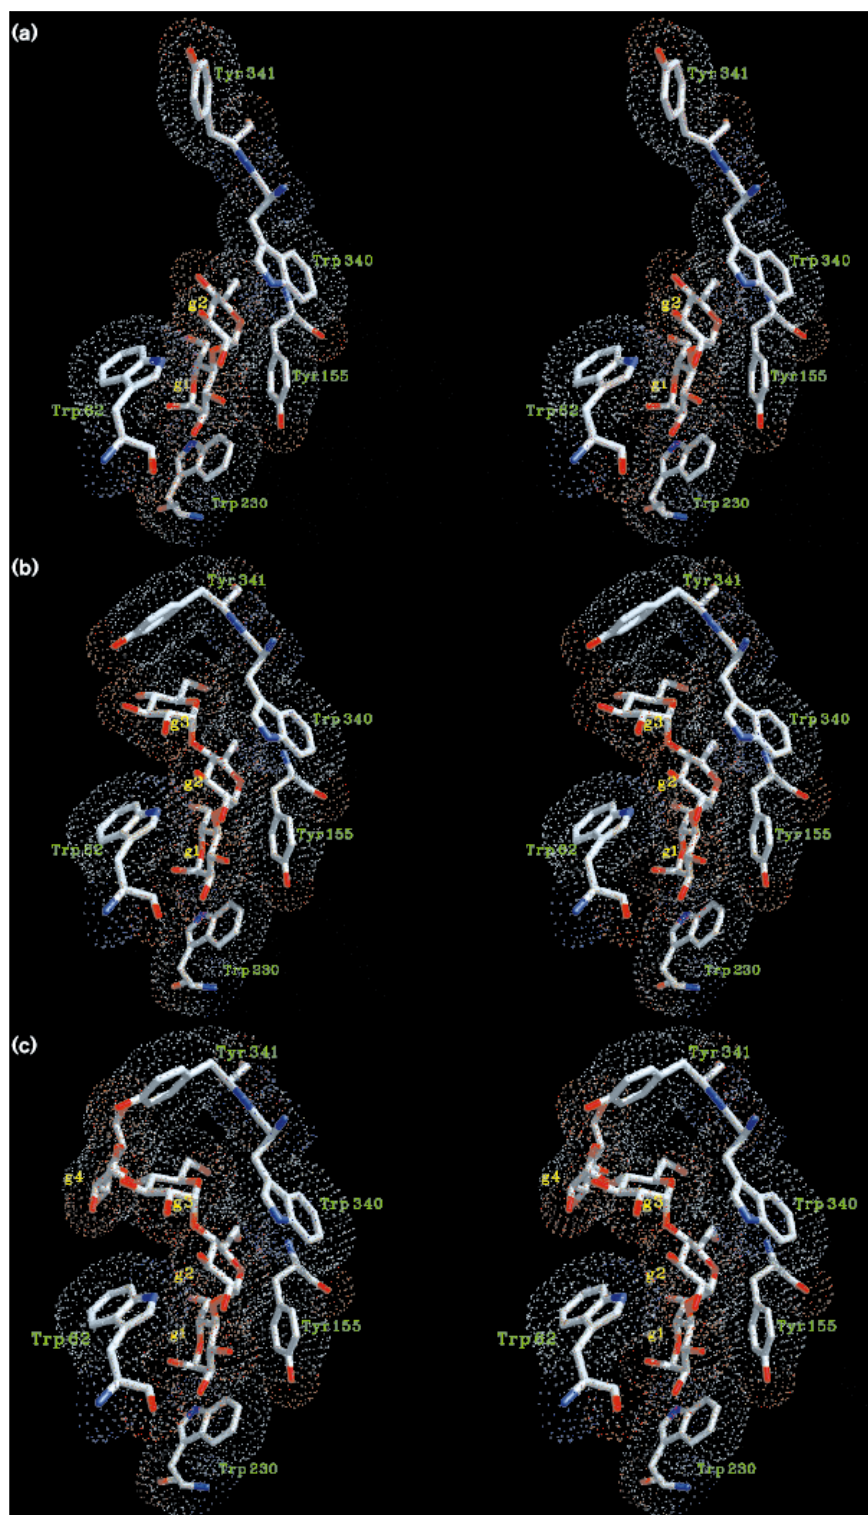 (a)
Tyr 341 Tyr 341
Trp 340 Trp 340
g2 g2
Tyr 155 Tyr 155
g1 g1
Trp 62 Trp 62
Trp 230 Trp 230
(b)
Tyr 341 Tyr 341
g3 g3
Trp 340 Trp 340
g2 g2
Tyr 155 Tyr 155
Trp 62 Trp 62
g1 g1
Trp 230 Trp 230
(c)
Tyr 341 Tyr 341
g4 g4
g3 g3
Trp 340 Trp 340
g2 g2
Tyr 155 Tyr 155
Trp 62 Trp 62
g1 g1
Trp 230 Trp 230